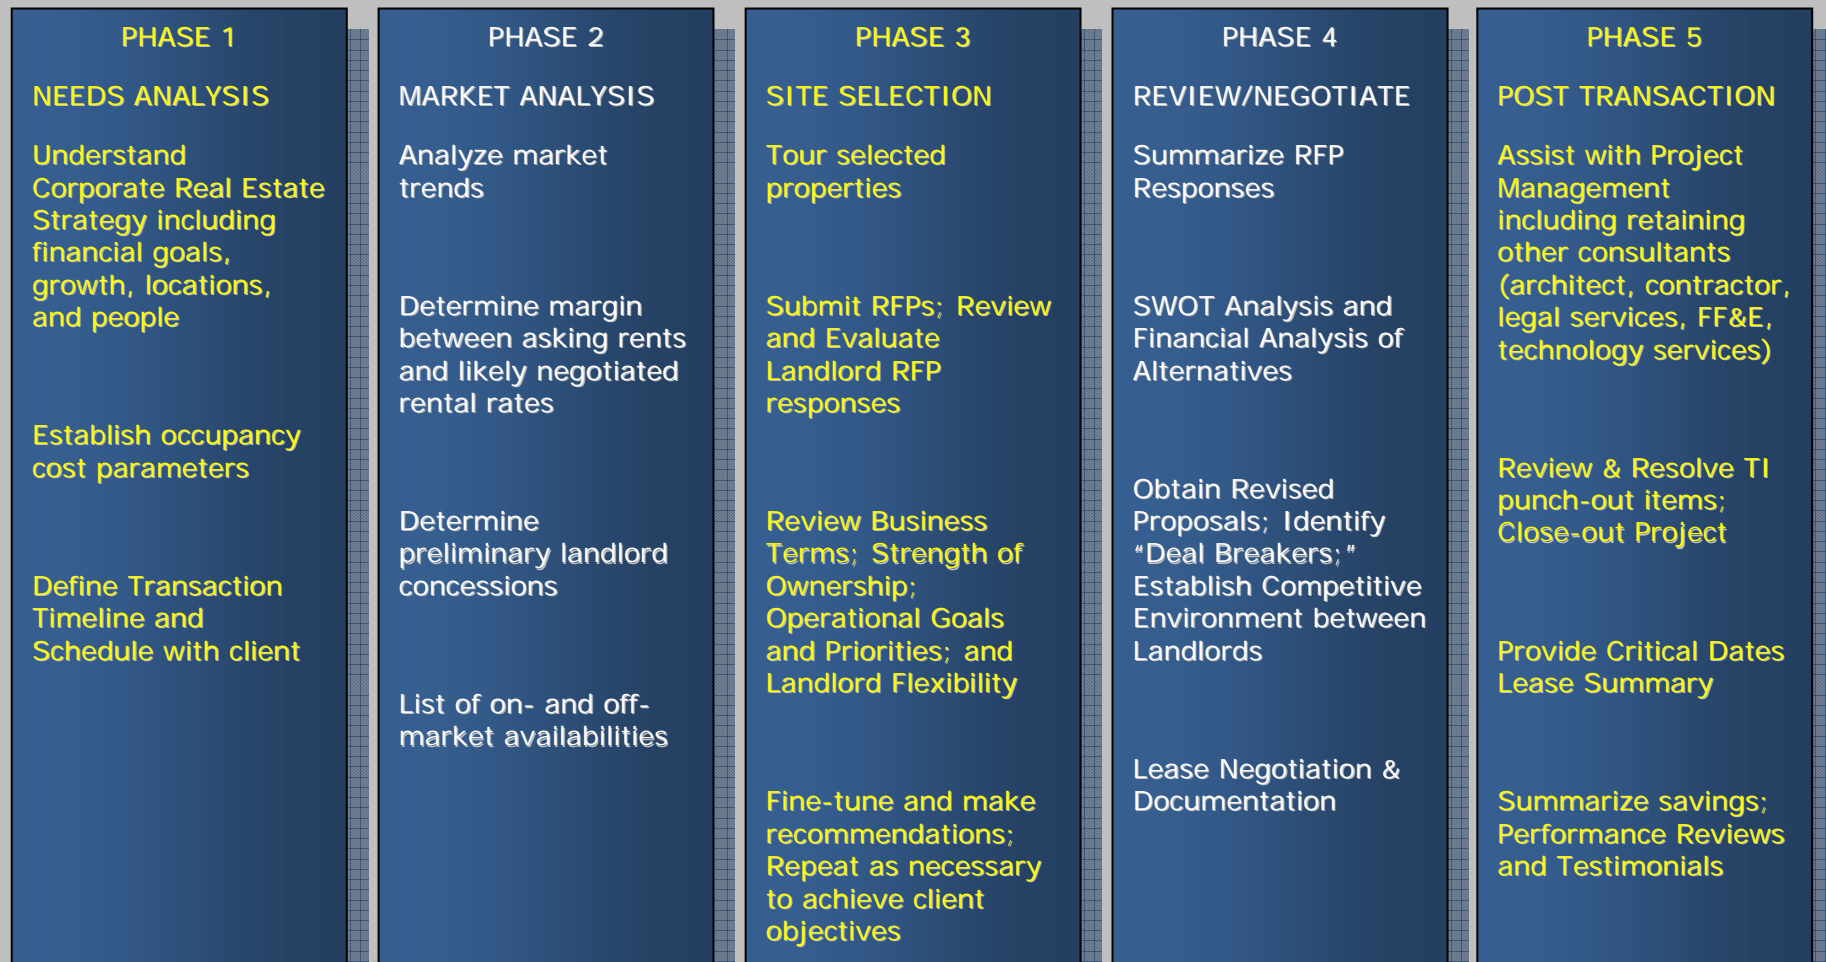 PHASE 1
NEEDS ANALYSIS
Understand
Corporate Real Estate
Strategy including
financial goals,
growth, locations,
and people
Establish occupancy
cost parameters
Define Transaction
Timeline and
Schedule with client
PHASE 2
MARKET ANALYSIS
Analyze market
trends
Determine margin
between asking rents
and likely negotiated
rental rates
Determine
preliminary landlord
concessions
List of on- and off-
market availabilities
PHASE 3
SITE SELECTION
Tour selected
properties
Submit RFPs; Review
and Evaluate
Landlord RFP
responses
Review Business
Terms; Strength of
Ownership;
Operational Goals
and Priorities; and
Landlord Flexibility
Fine-tune and make
recommendations;
Repeat as necessary
to achieve client
objectives
PHASE 4
REVIEW/NEGOTIATE
Summarize RFP
Responses
SWOT Analysis and
Financial Analysis of
Alternatives
Obtain Revised
Proposals; Identify
“Deal Breakers;”
Establish Competitive
Environment between
Landlords
Lease Negotiation &
Documentation
PHASE 5
POST TRANSACTION
Assist with Project
Management
including retaining
other consultants
(architect, contractor,
legal services, FF&E,
technology services)
Review & Resolve TI
punch-out items;
Close-out Project
Provide Critical Dates
Lease Summary
Summarize savings;
Performance Reviews
and Testimonials